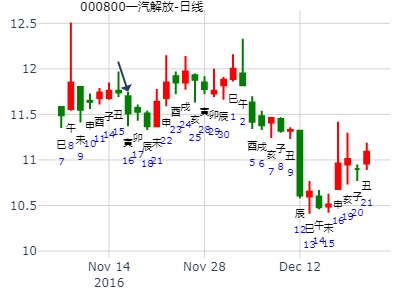 000800一汽解放-日线
12.5
12
11.5
11
10.5
10
巳
7
午
8
未
9
申
10
酉
11
子
14
丑
15
寅
16
卯
17
辰
18
未
21
申
22
酉
23
戌
24
亥
25
寅
28
卯
29
辰
30
巳
1
午
2
酉
5
戌
6
亥
7
子
8
丑
9
辰
12
巳
13
午
14
未
15
申
16
亥
19
子
20
丑
21
Nov 14
2016
Nov 28
Dec 12